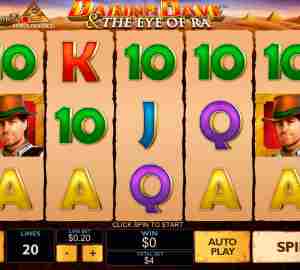 DARING DAVE
& THE EYE OF RA
10 K 10 10 10
10 J Q
A A A A A
CLICK SPIN TO START
LINES LINE BET WIN AUTO SPI
20 $0.20 $0 PLAY
TOTAL BET
$4